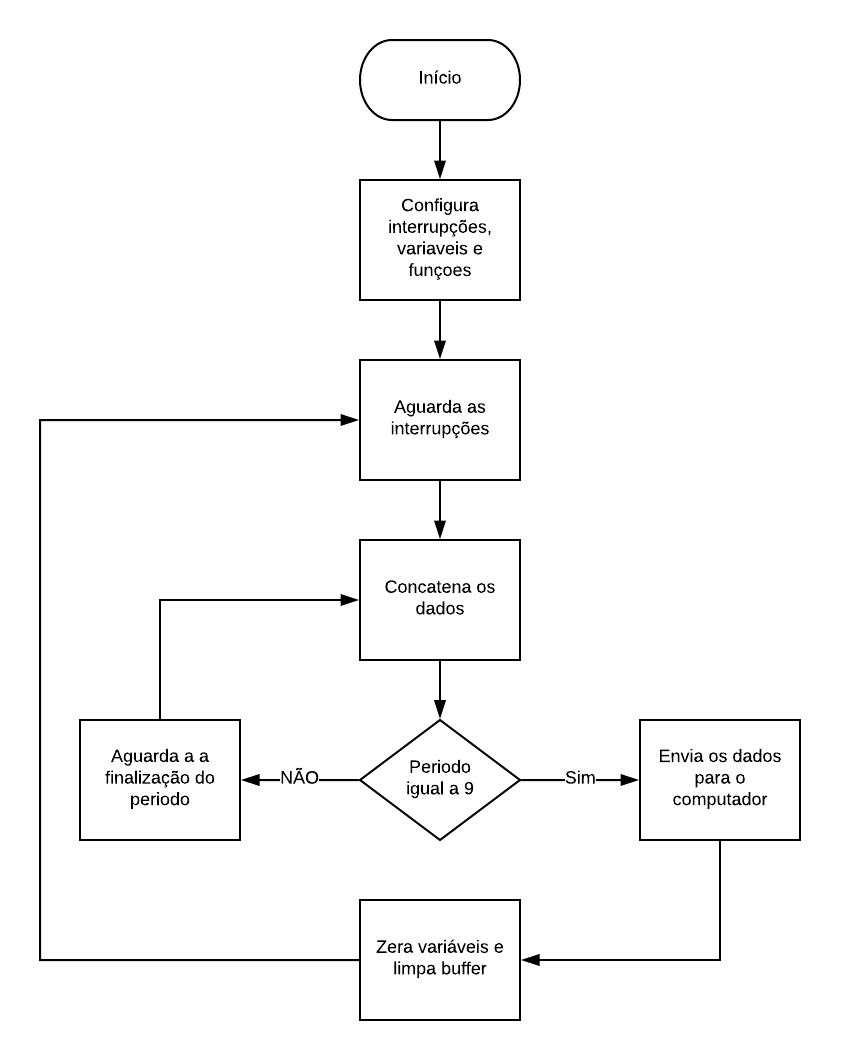 Início
Configura
interrupções,
variaveis e
funçoes
Aguarda as
interrupções
Concatena os
dados
Aguarda a a
finalização do
periodo
NÃO
Periodo
igual a 9
Sim
Envia os dados
para o
computador
Zera variáveis e
limpa buffer